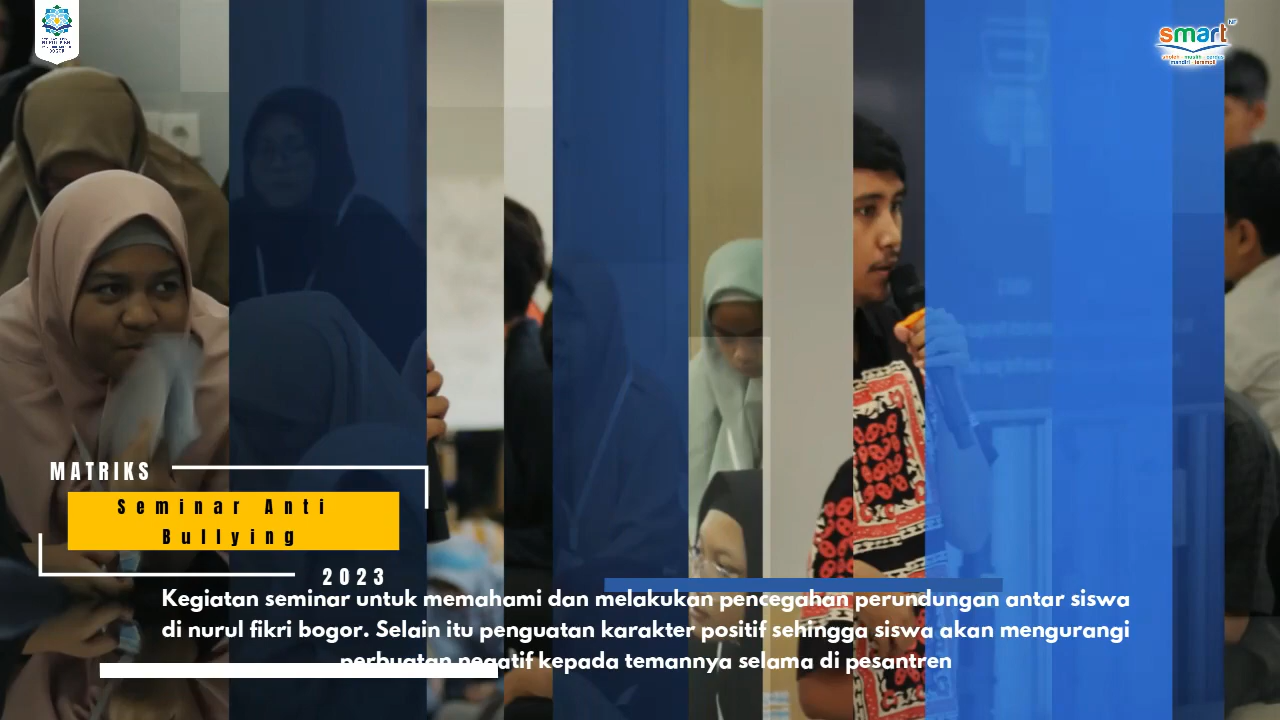 smart
MATRIKS
Seminar Anti
Bullying
2023
Kegiatan seminar untuk memahami dan melakukan pencegahan perundungan antar siswa
di nurul fikri bogor. Selain itu penguatan karakter positif sehingga siswa akan mengurangi
perbuatan negatif kepada temannya selama di pesantren